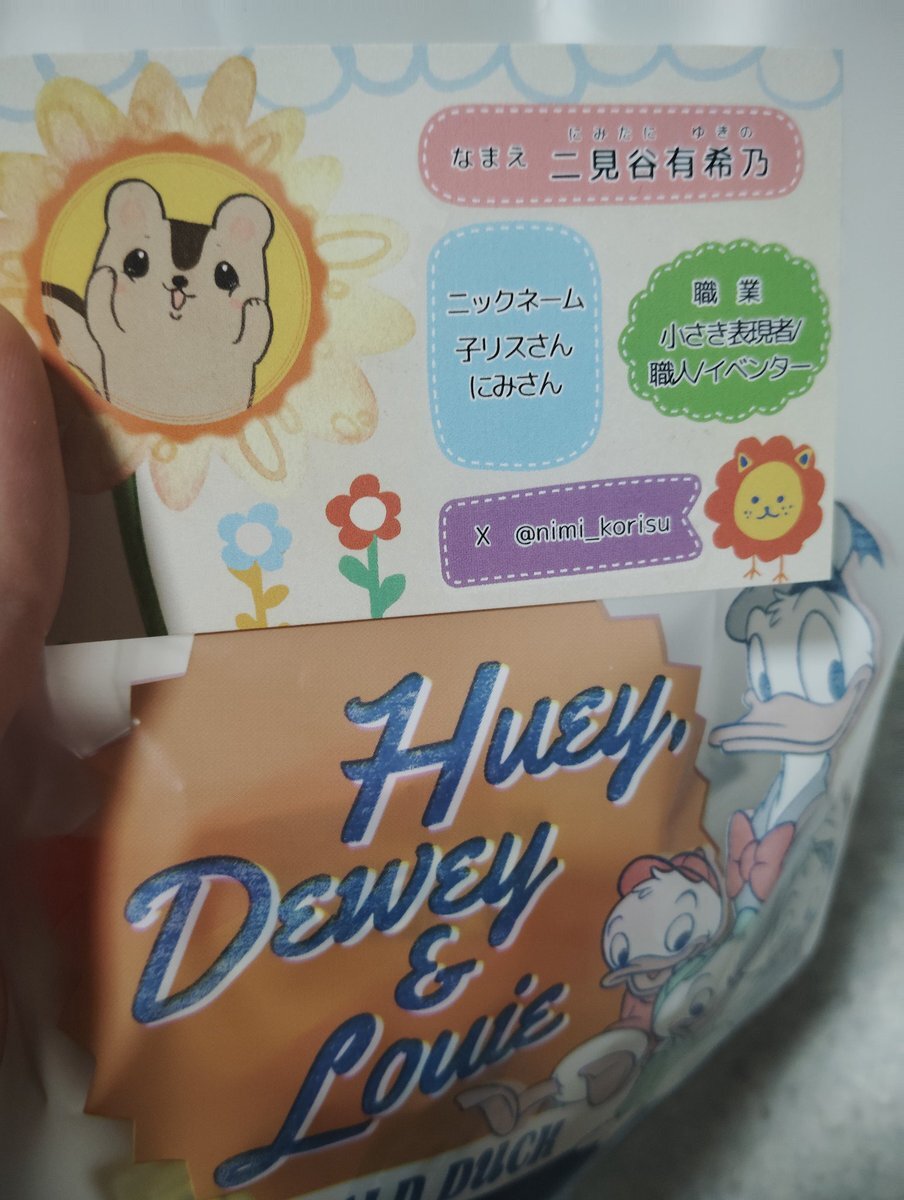 にみたに ゆきの
なまえ 二見谷有希乃
ニックネーム
子リスさん
にみさん
職業
小さき表現者/
職人/イベンター
X @nimi_korisu
Huey,
Dewey
&
Louie
DUCK